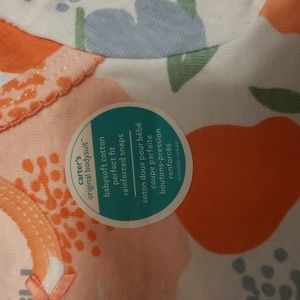 carter's
original bodysuit
babysoft cotton
perfect fit
reinforced snaps
coton doux pour bébé
coupe parfaite
boutons-pression
renforcés